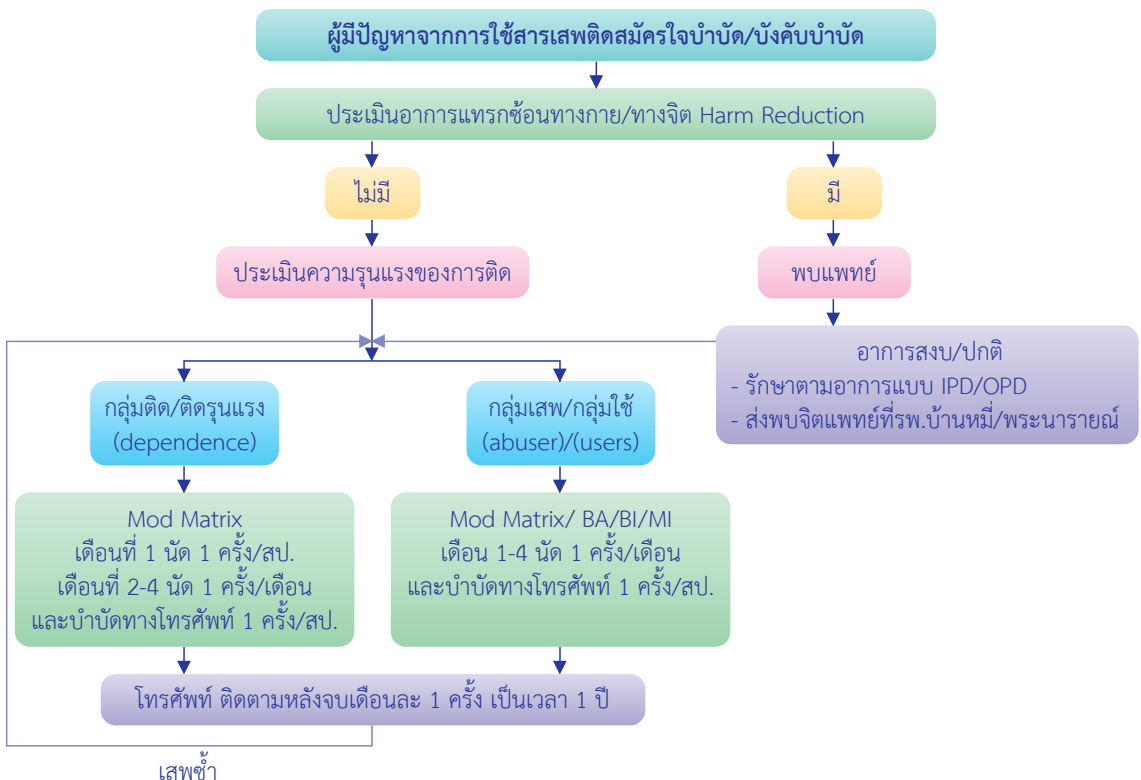 ผู้มีปัญหาจากการใช้สารเสพติดสมัครใจบำบัด/บังคับบำบัด
ประเมินอาการแทรกซ้อนทางกาย/ทางจิต Harm Reduction
ไม่มี
มี
ประเมินความรุนแรงของการติด
พบแพทย์
อาการสงบ/ปกติ
- รักษาตามอาการแบบ IPD/OPD
- ส่งพบจิตแพทย์ที่รพ.บ้านหมี่/พระนารายณ์
กลุ่มติด/ติดรุนแรง
(dependence)
กลุ่มเสพ/กลุ่มใช้
(abuser)/(users)
Mod Matrix
เดือนที่ 1 นัด 1 ครั้ง/สป.
เดือนที่ 2-4 นัด 1 ครั้ง/เดือน
และบำบัดทางโทรศัพท์ 1 ครั้ง/สป.
Mod Matrix/ BA/BI/MI
เดือน 1-4 นัด 1 ครั้ง/เดือน
และบำบัดทางโทรศัพท์ 1 ครั้ง/สป.
โทรศัพท์ ติดตามหลังจบเดือนละ 1 ครั้ง เป็นเวลา 1 ปี
เสพซ้ำ